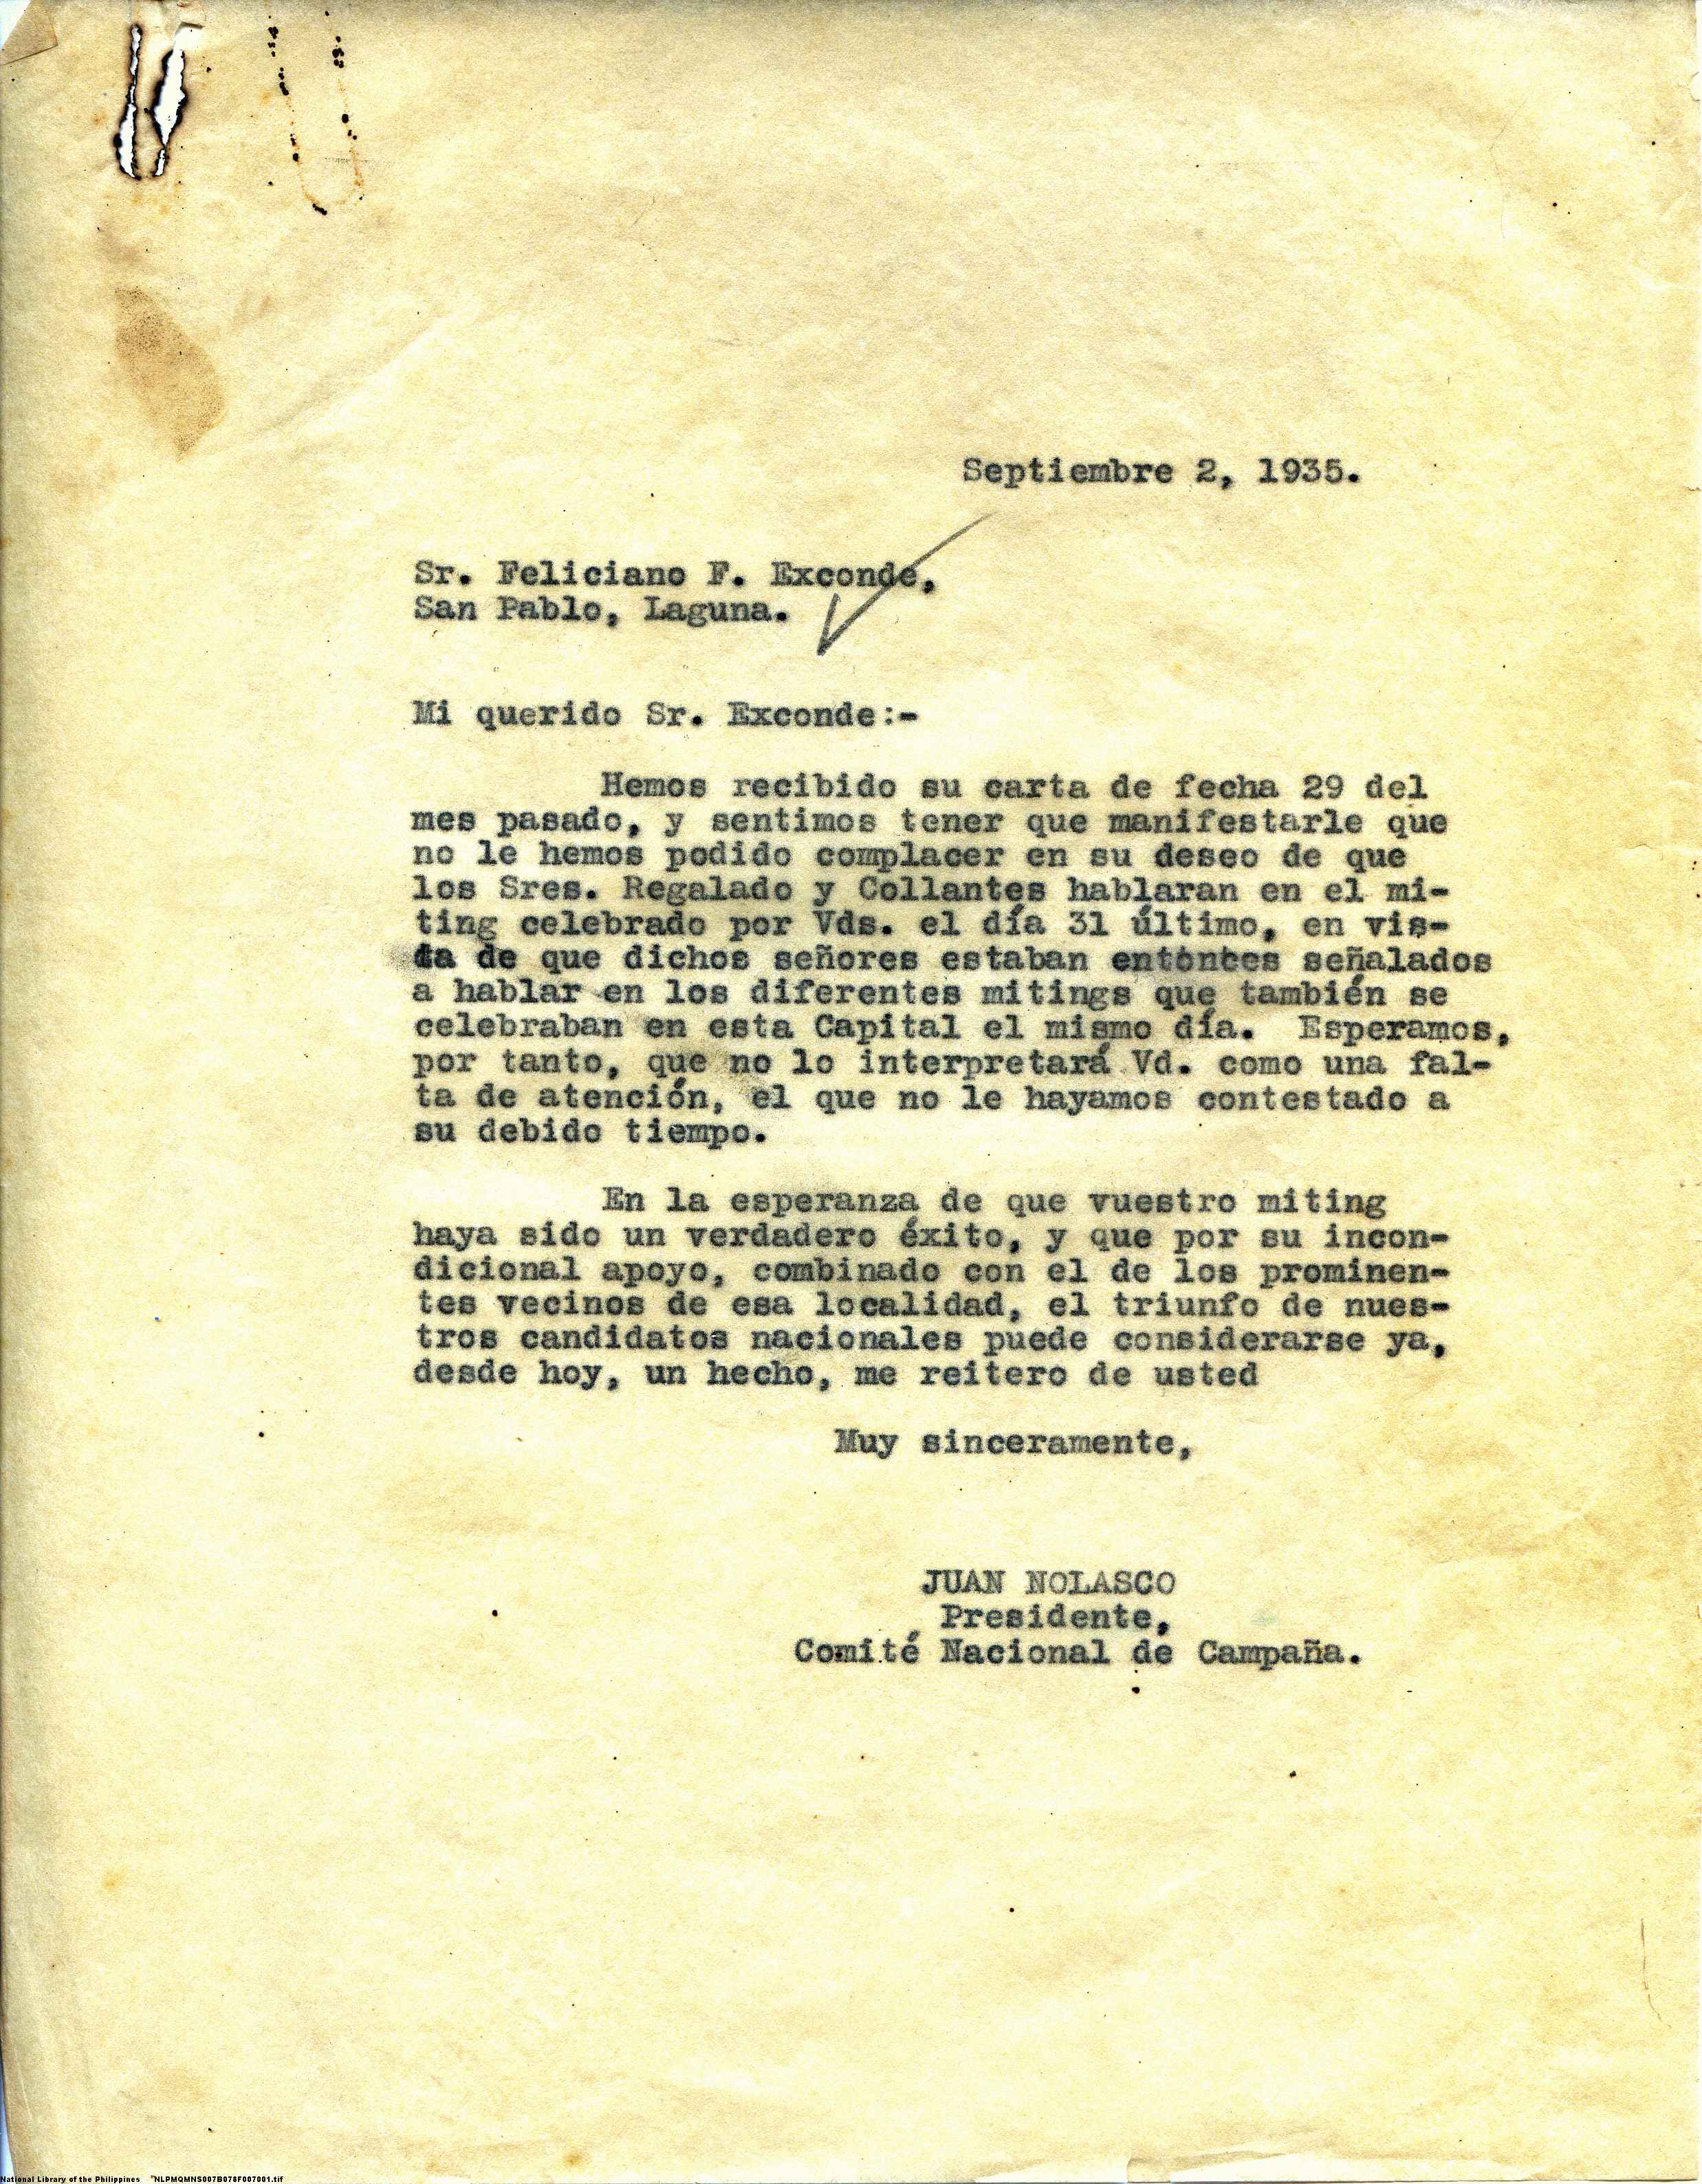 Septiembre 2, 1935.
Sr. Feliciano F. Exconde,
San Pablo, Laguna.
Mi querido Sr. Exconde:-
Hemos recibido su carta de fecha 29 del
mes pasado, y sentimos tener que manifestarle que
no le hemos podido complacer en su deseo de que
los Sres. Regalado y Collantes hablaran en el mi-
ting celebrado por Vds. el día 31 último, en vis-
ta de que dichos señores estaban entonces señalados
a hablar en los diferentes mitings que también se
celebraban en esta Capital el mismo día. Esperamos,
por tanto, que no lo interpretará Vd. como una fal-
ta de atención, el que no le hayamos contestado a
su debido tiempo.
En la esperanza de que vuestro miting
haya sido un verdadero éxito, y que por su incon-
dicional apoyo, combinado con el de los prominen-
tes vecinos de esa localidad, el triunfo de nues-
tros candidatos nacionales puede considerarse ya,
desde hoy, un hecho, me reitero de usted
Muy sinceramente,
JUAN NOLASCO
Presidente,
Comité Nacional de Campaña.
National Library of the Philippines "NLPMQMNS007B078F007001.tif